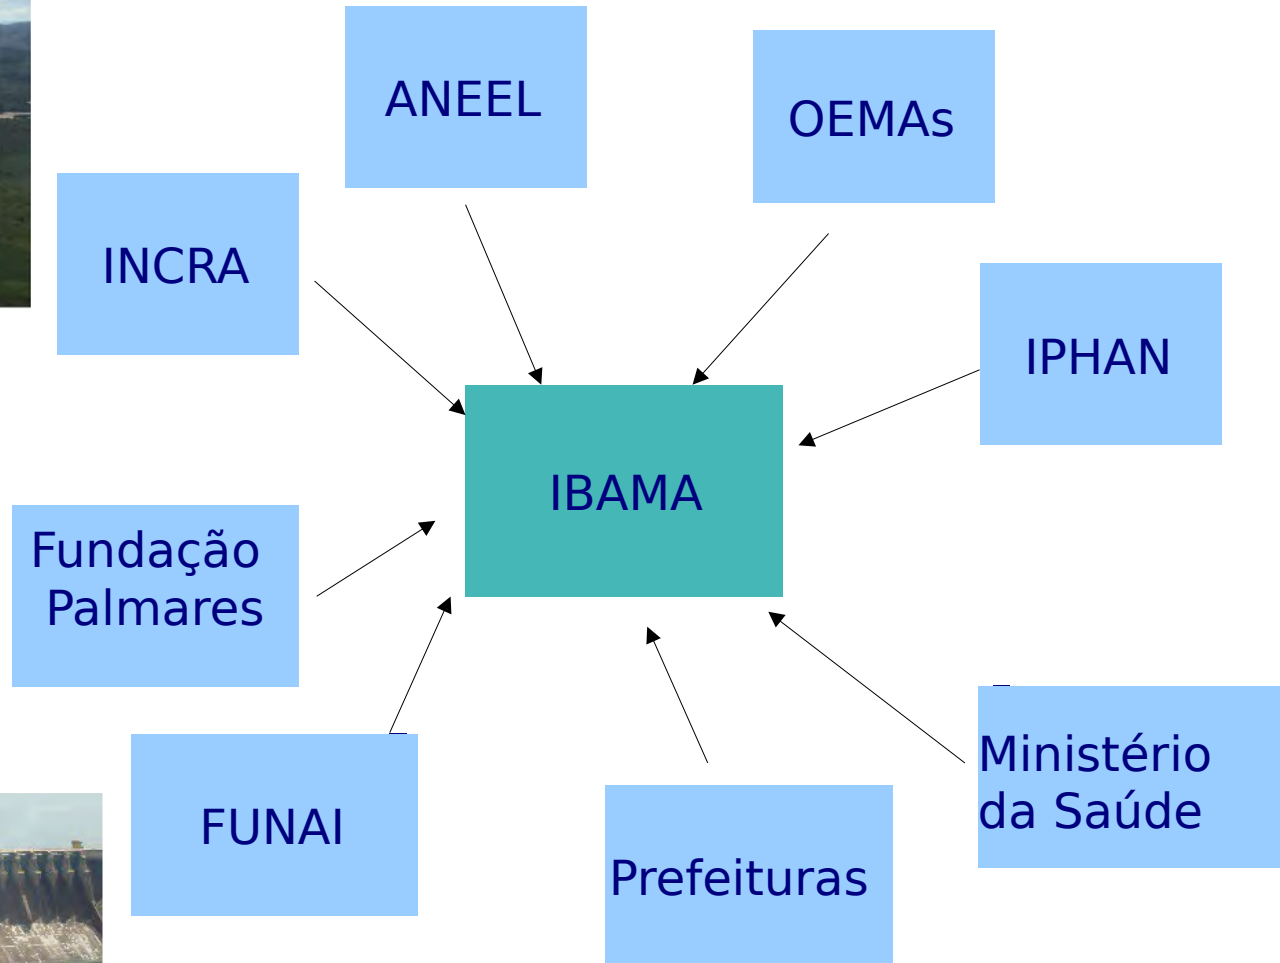 ANEEL
OEMAs
INCRA
IPHAN
IBAMA
Fundação
Palmares
Ministério
da Saúde
FUNAI
Prefeituras